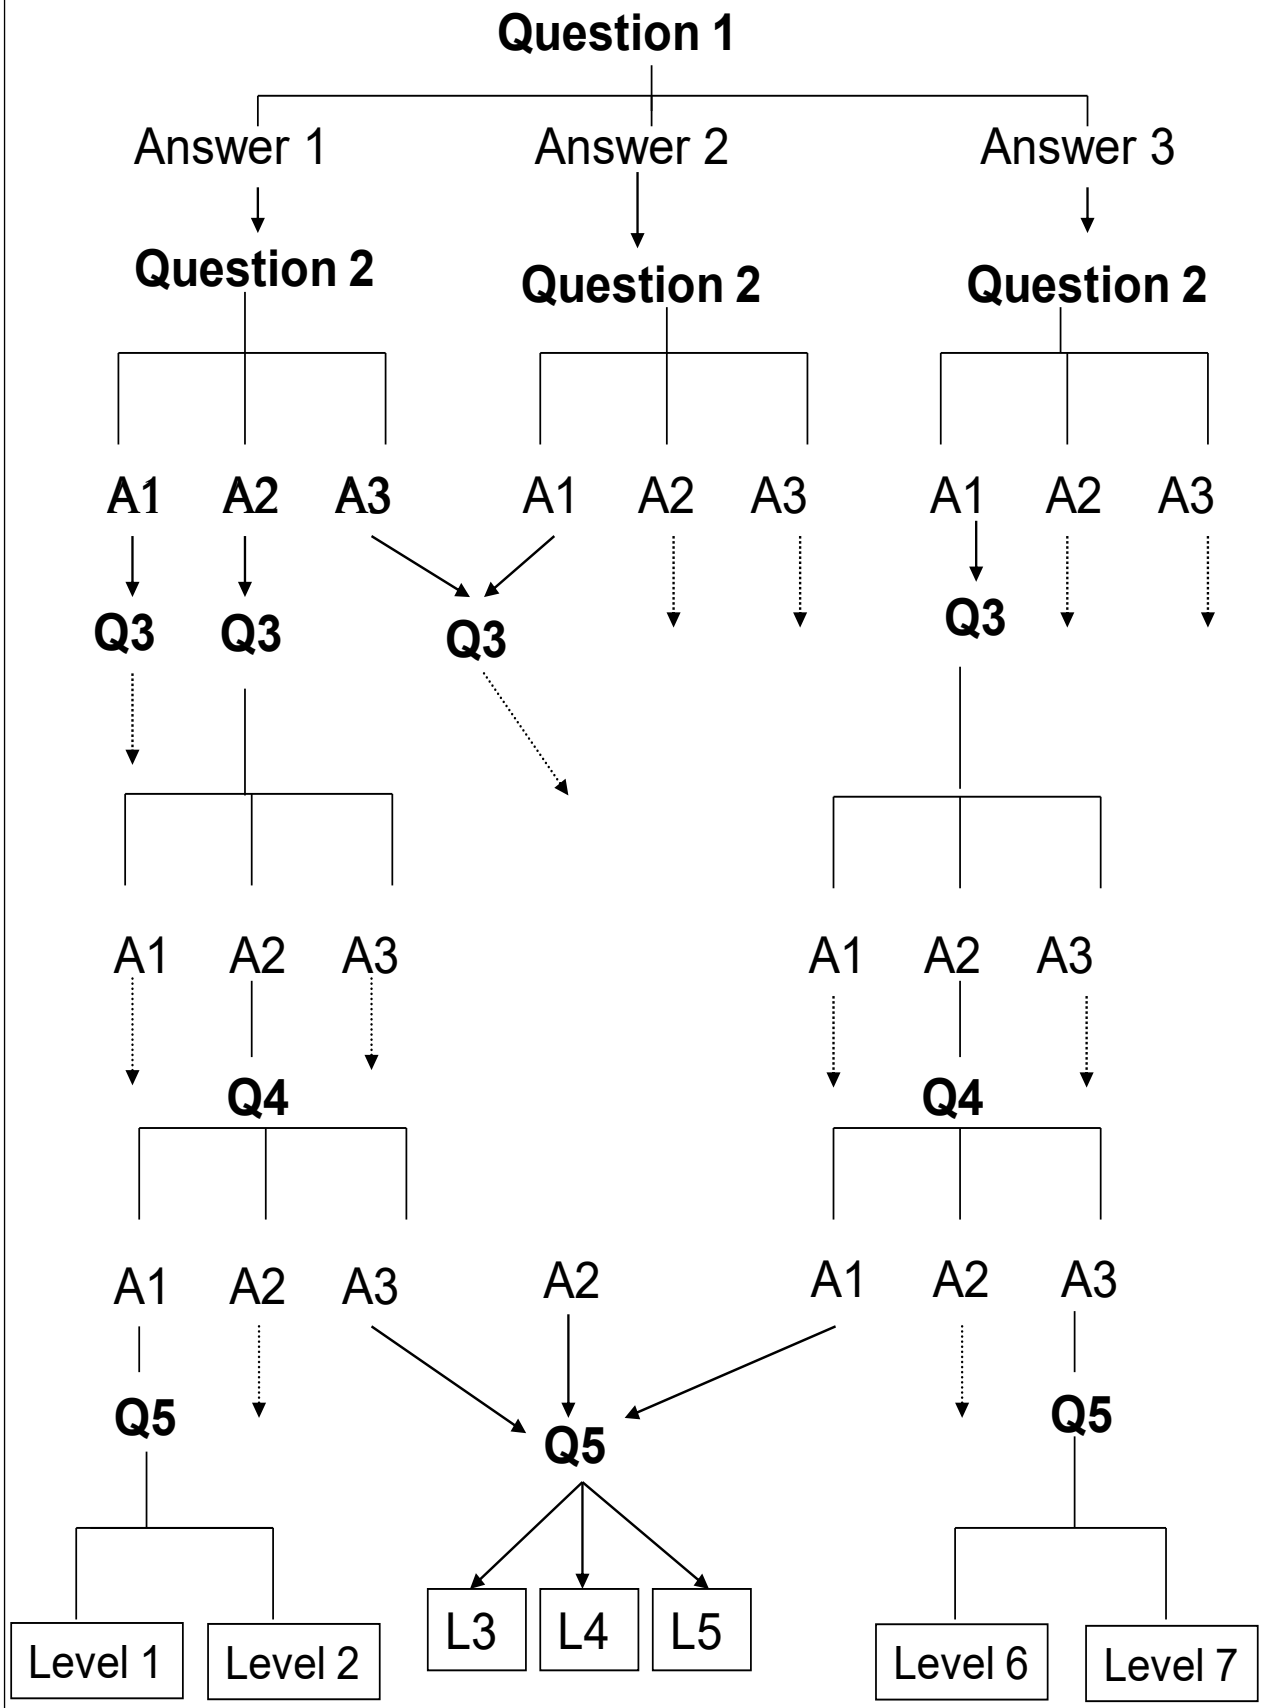 Question 1
Answer 1 Answer 2 Answer 3
Question 2 Question 2 Question 2
A1 A2 A3 A1 A2 A3 A1 A2 A3
Q3 Q3 Q3 Q3
A1 A2 A3 A1 A2 A3
Q4 Q4
A1 A2 A3 A2 A1 A2 A3
Q5 Q5 Q5
L3 L4 L5
Level 1 Level 2 Level 6 Level 7